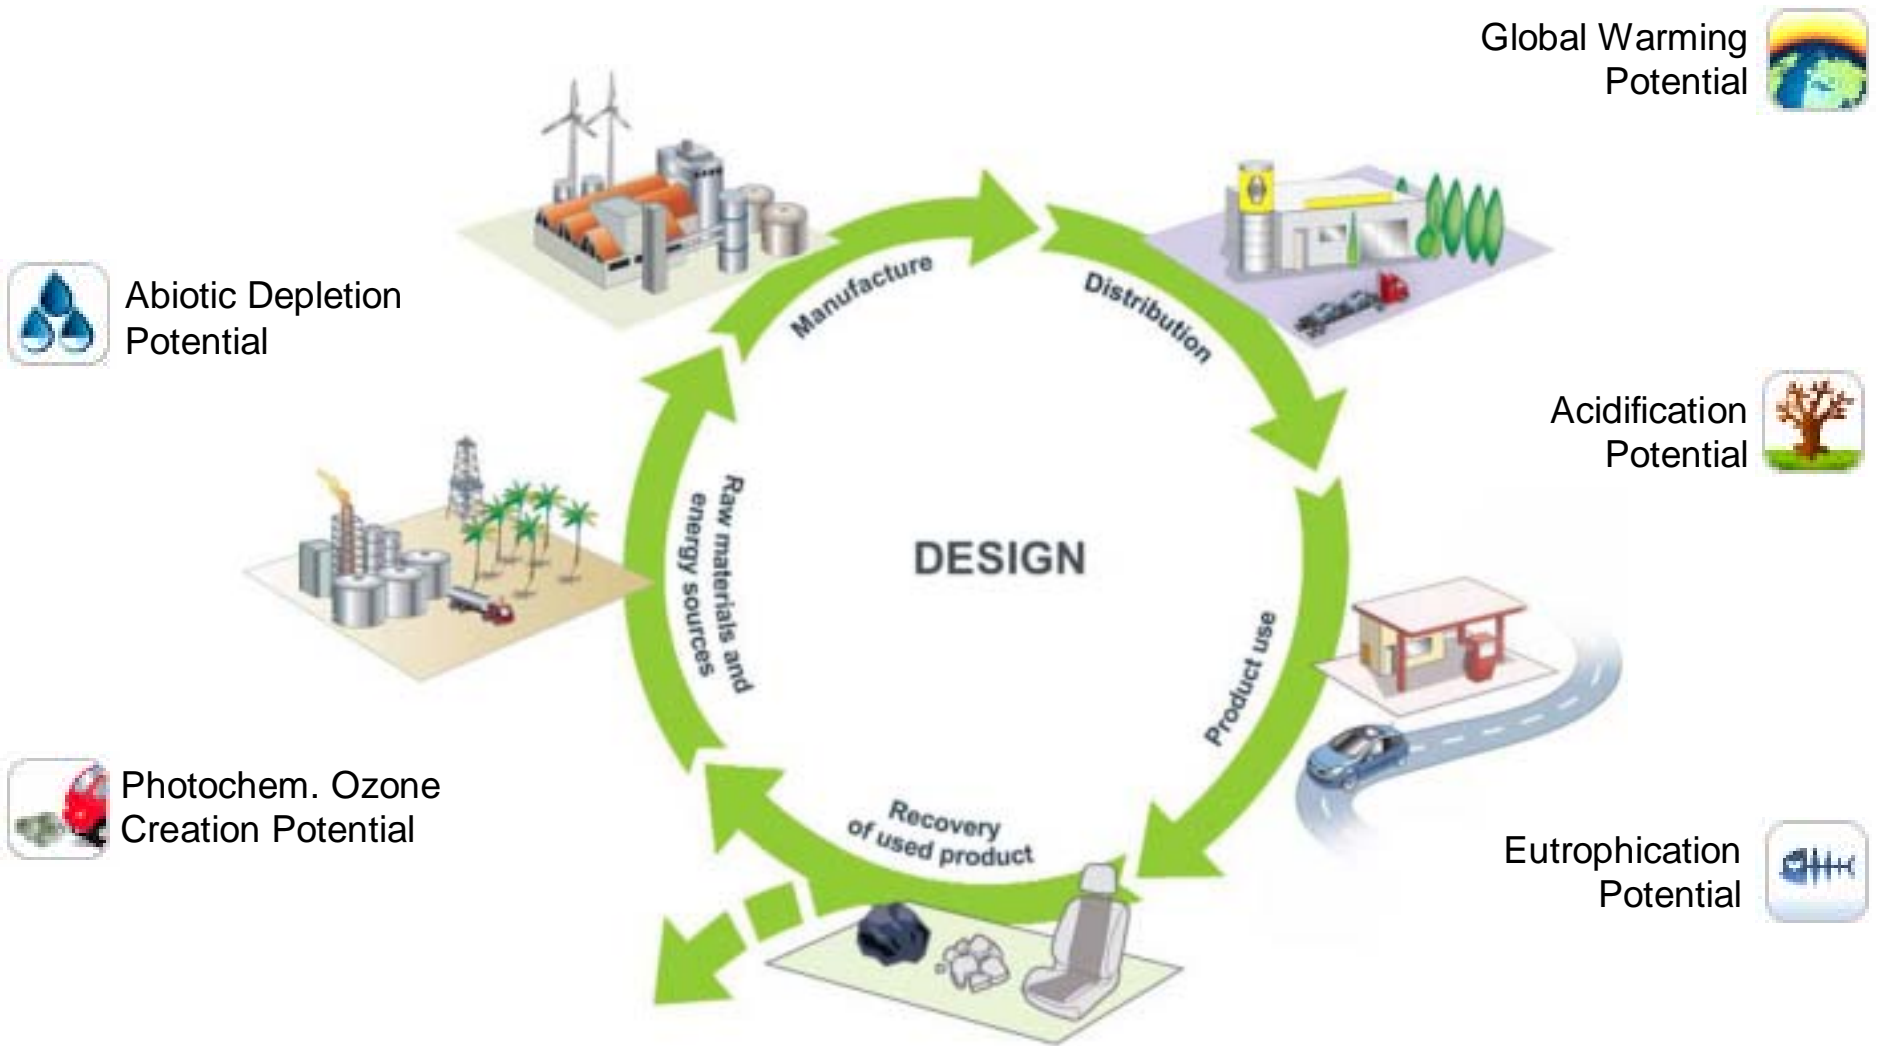 Global Warming
Potential
Abiotic Depletion
Potential
Manufacture
Distribution
Acidification
Potential
Raw materials and
energy sources
DESIGN
Product use
Photochem. Ozone
Creation Potential
Recovery
of used product
Eutrophication
Potential